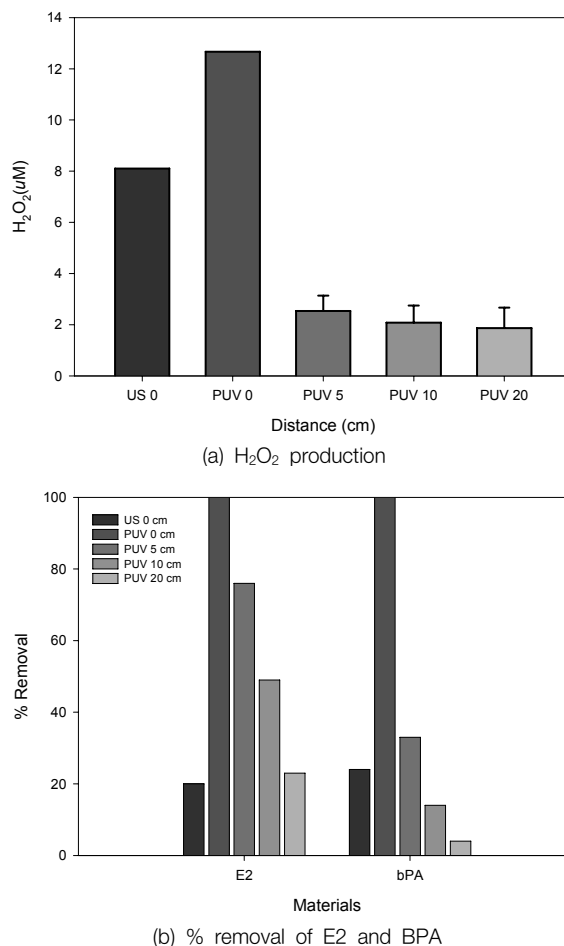 14
12
10
8
6
4
2
0
H₂O₂(uM)
US 0 PUV 0 PUV 5 PUV 10 PUV 20
Distance (cm)
(a) H₂O₂ production
100
80
60
40
20
0
% Removal
US 0 cm
PUV 0 cm
PUV 5 cm
PUV 10 cm
PUV 20 cm
E2 bPA
Materials
(b) % removal of E2 and BPA